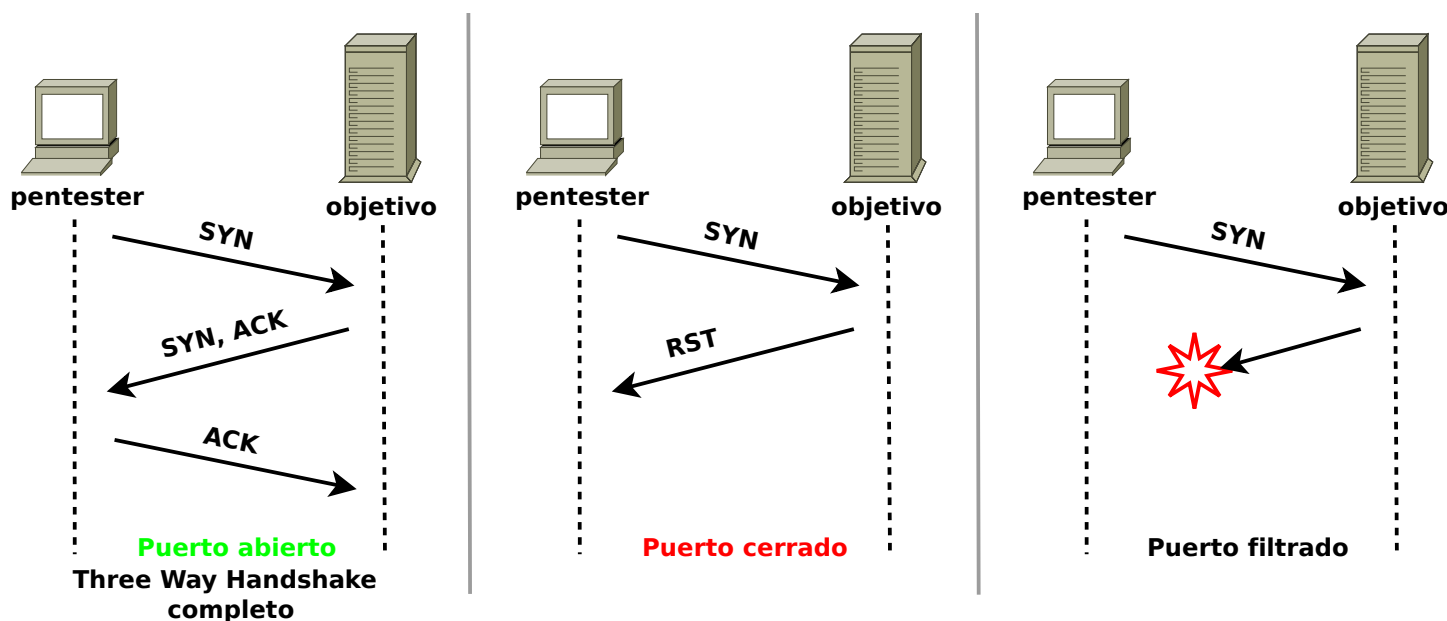 pentester
objetivo
SYN
SYN, ACK
ACK
Puerto abierto
Three Way Handshake
completo
pentester
objetivo
SYN
RST
Puerto cerrado
pentester
objetivo
SYN
Puerto filtrado